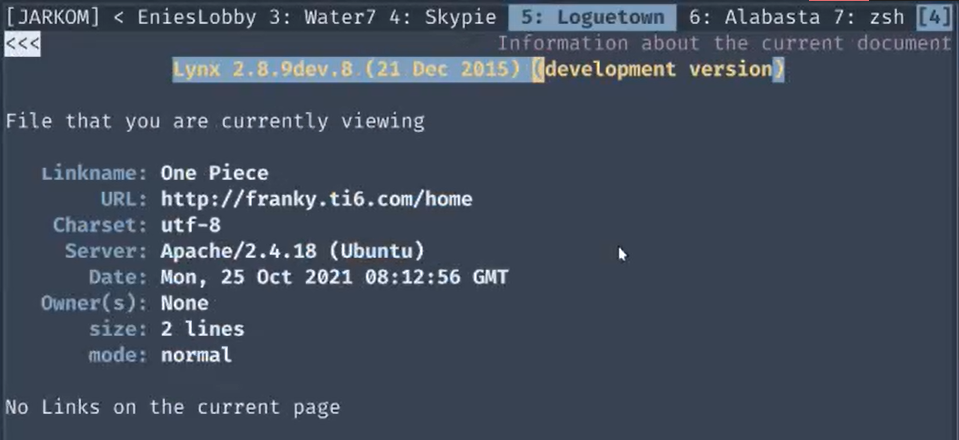 [JARKOM] < EniesLobby 3: Water7 4: Skypie 5: Loguetown 6: Alabasta 7: zsh [4]
<<< Information about the current document
Lynx 2.8.9dev.8 (21 Dec 2015) (development version)
File that you are currently viewing
Linkname: One Piece
URL: http://franky.ti6.com/home
Charset: utf-8
Server: Apache/2.4.18 (Ubuntu)
Date: Mon, 25 Oct 2021 08:12:56 GMT
Owner(s): None
size: 2 lines
mode: normal
No Links on the current page